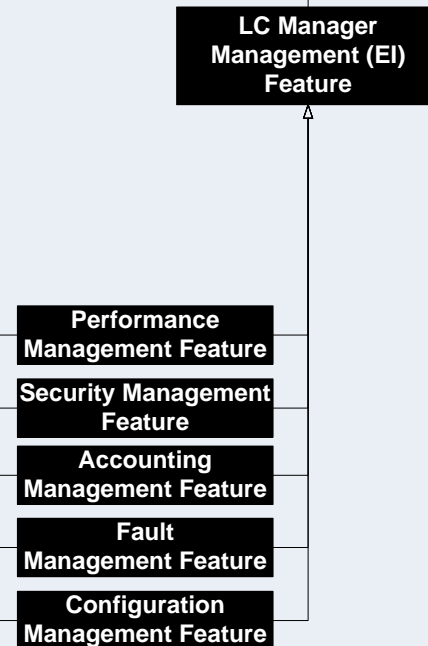 LC Manager
Management (EI)
Feature
Performance
Management Feature
Security Management
Feature
Accounting
Management Feature
Fault
Management Feature
Configuration
Management Feature